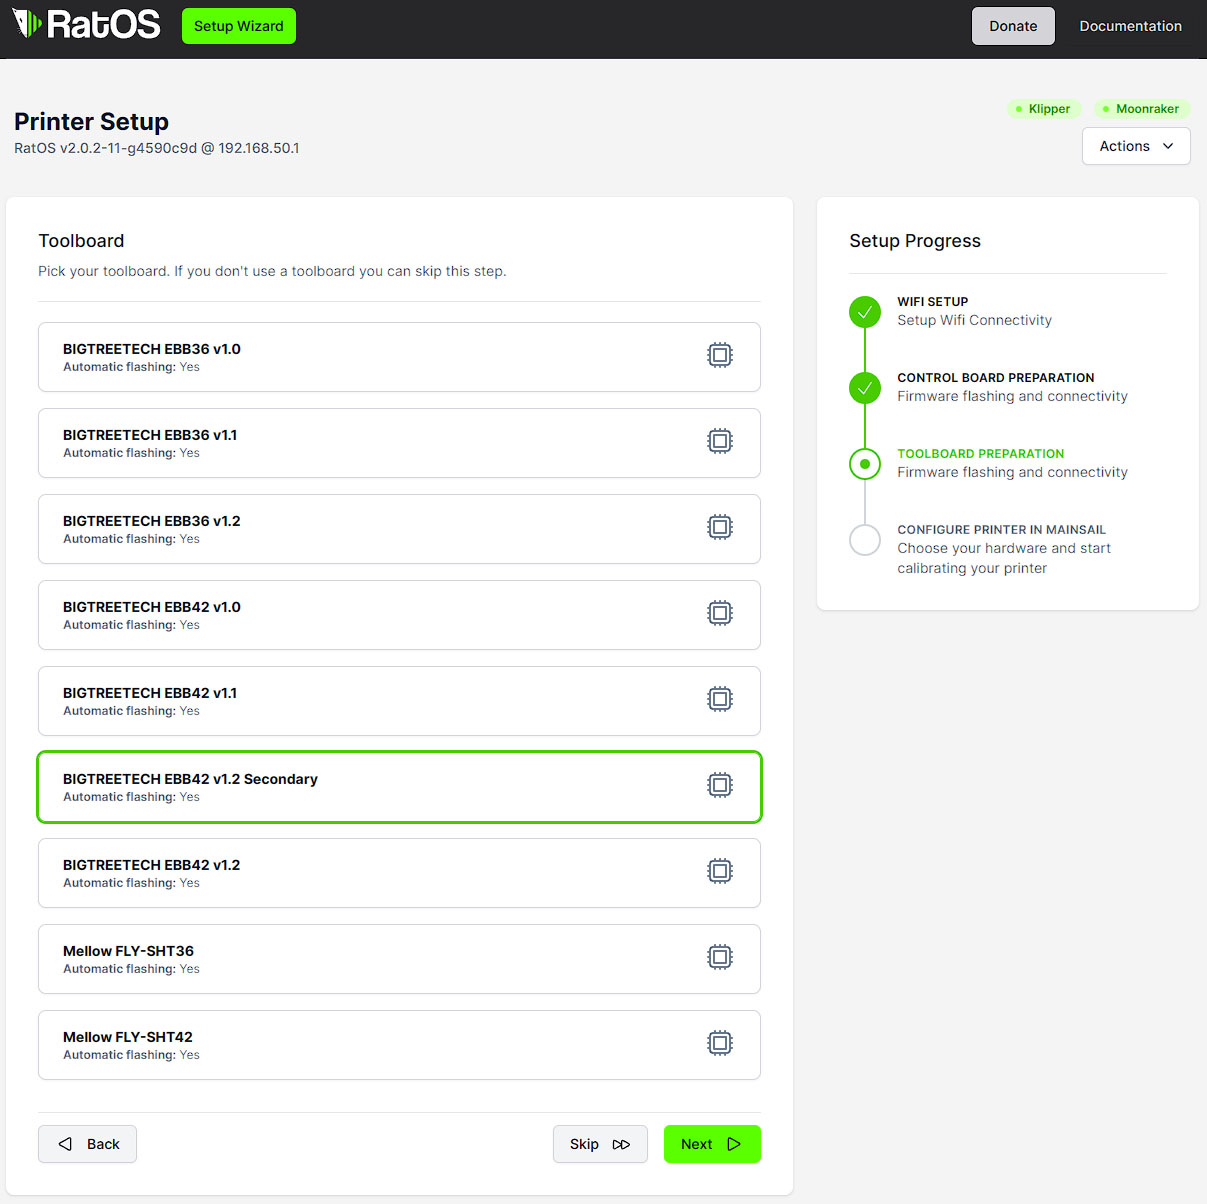 RatOS
Setup Wizard
Donate
Documentation
Printer Setup
RatOS v2.0.2-11-g4590c9d @ 192.168.50.1
Klipper
Moonraker
Actions
Toolboard
Pick your toolboard. If you don't use a toolboard you can skip this step.
BIGTREETECH EBB36 v1.0
Automatic flashing: Yes
BIGTREETECH EBB36 v1.1
Automatic flashing: Yes
BIGTREETECH EBB36 v1.2
Automatic flashing: Yes
BIGTREETECH EBB42 v1.0
Automatic flashing: Yes
BIGTREETECH EBB42 v1.1
Automatic flashing: Yes
BIGTREETECH EBB42 v1.2 Secondary
Automatic flashing: Yes
BIGTREETECH EBB42 v1.2
Automatic flashing: Yes
Mellow FLY-SHT36
Automatic flashing: Yes
Mellow FLY-SHT42
Automatic flashing: Yes
Back
Skip
Next
Setup Progress
WIFI SETUP
Setup Wifi Connectivity
CONTROL BOARD PREPARATION
Firmware flashing and connectivity
TOOLBOARD PREPARATION
Firmware flashing and connectivity
CONFIGURE PRINTER IN MAINSAIL
Choose your hardware and start
calibrating your printer